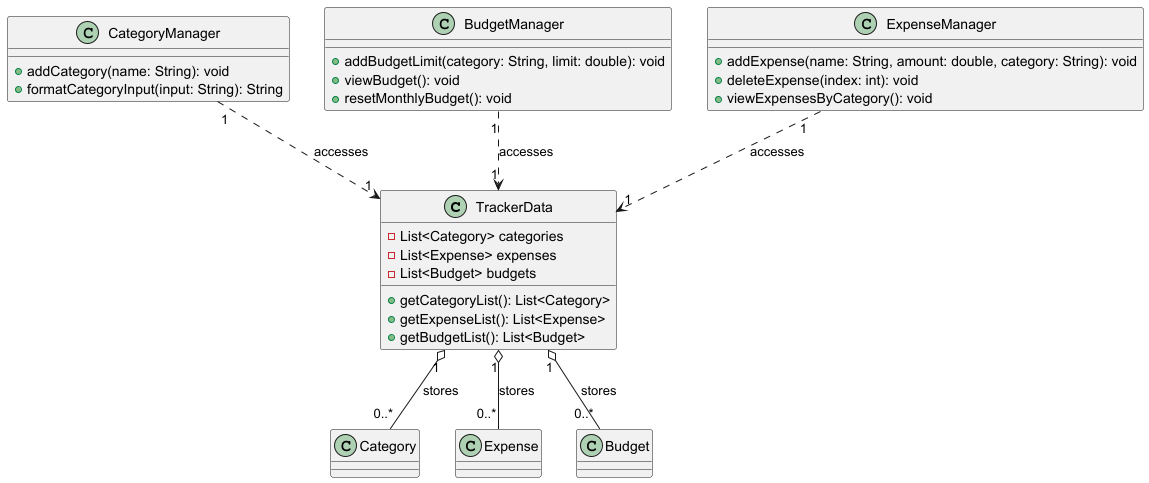 C CategoryManager
addCategory(name: String): void
formatCategoryInput(input: String): String
C BudgetManager
addBudgetLimit(category: String, limit: double): void
viewBudget(): void
resetMonthlyBudget(): void
C ExpenseManager
addExpense(name: String, amount: double, category: String): void
deleteExpense(index: int): void
viewExpensesByCategory(): void
1
accesses
1
1
accesses
1
1
accesses
1
C TrackerData
List<Category> categories
List<Expense> expenses
List<Budget> budgets
getCategoryList(): List<Category>
getExpenseList(): List<Expense>
getBudgetList(): List<Budget>
1
stores
0..*
1
stores
0..*
1
stores
0..*
C Category
C Expense
C Budget